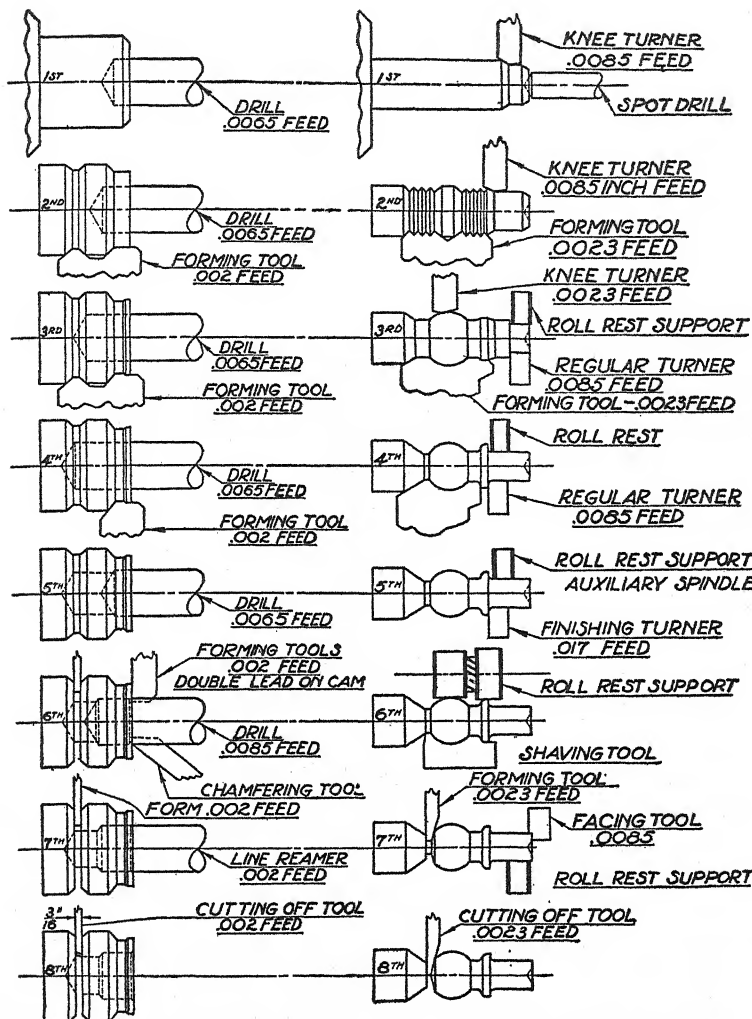 1ST
DRILL
.0065 FEED
1ST
KNEE TURNER
.0085 FEED
SPOT DRILL
2ND
DRILL
.0065 FEED
FORMING TOOL
.002 FEED
2ND
KNEE TURNER
.0085 INCH FEED
FORMING TOOL
.0023 FEED
3RD
DRILL
.0065 FEED
FORMING TOOL
.002 FEED
3RD
KNEE TURNER
.0023 FEED
ROLL REST SUPPORT
REGULAR TURNER
.0085 FEED
FORMING TOOL-.0023 FEED
4TH
DRILL
.0065 FEED
FORMING TOOL
.002 FEED
4TH
ROLL REST
REGULAR TURNER
.0085 FEED
5TH
DRILL
.0065 FEED
5TH
ROLL REST SUPPORT
AUXILIARY SPINDLE
FINISHING TURNER
.017 FEED
6TH
FORMING TOOLS
.002 FEED
DOUBLE LEAD ON CAM
DRILL
.0085 FEED
CHAMFERING TOOL
6TH
ROLL REST SUPPORT
SHAVING TOOL
7TH
FORM .002 FEED
LINE REAMER
.002 FEED
7TH
FORMING TOOL
.0023 FEED
FACING TOOL
.0085
ROLL REST SUPPORT
8TH
3"
16
CUTTING OFF TOOL
.002 FEED
8TH
CUTTING OFF TOOL
.0023 FEED